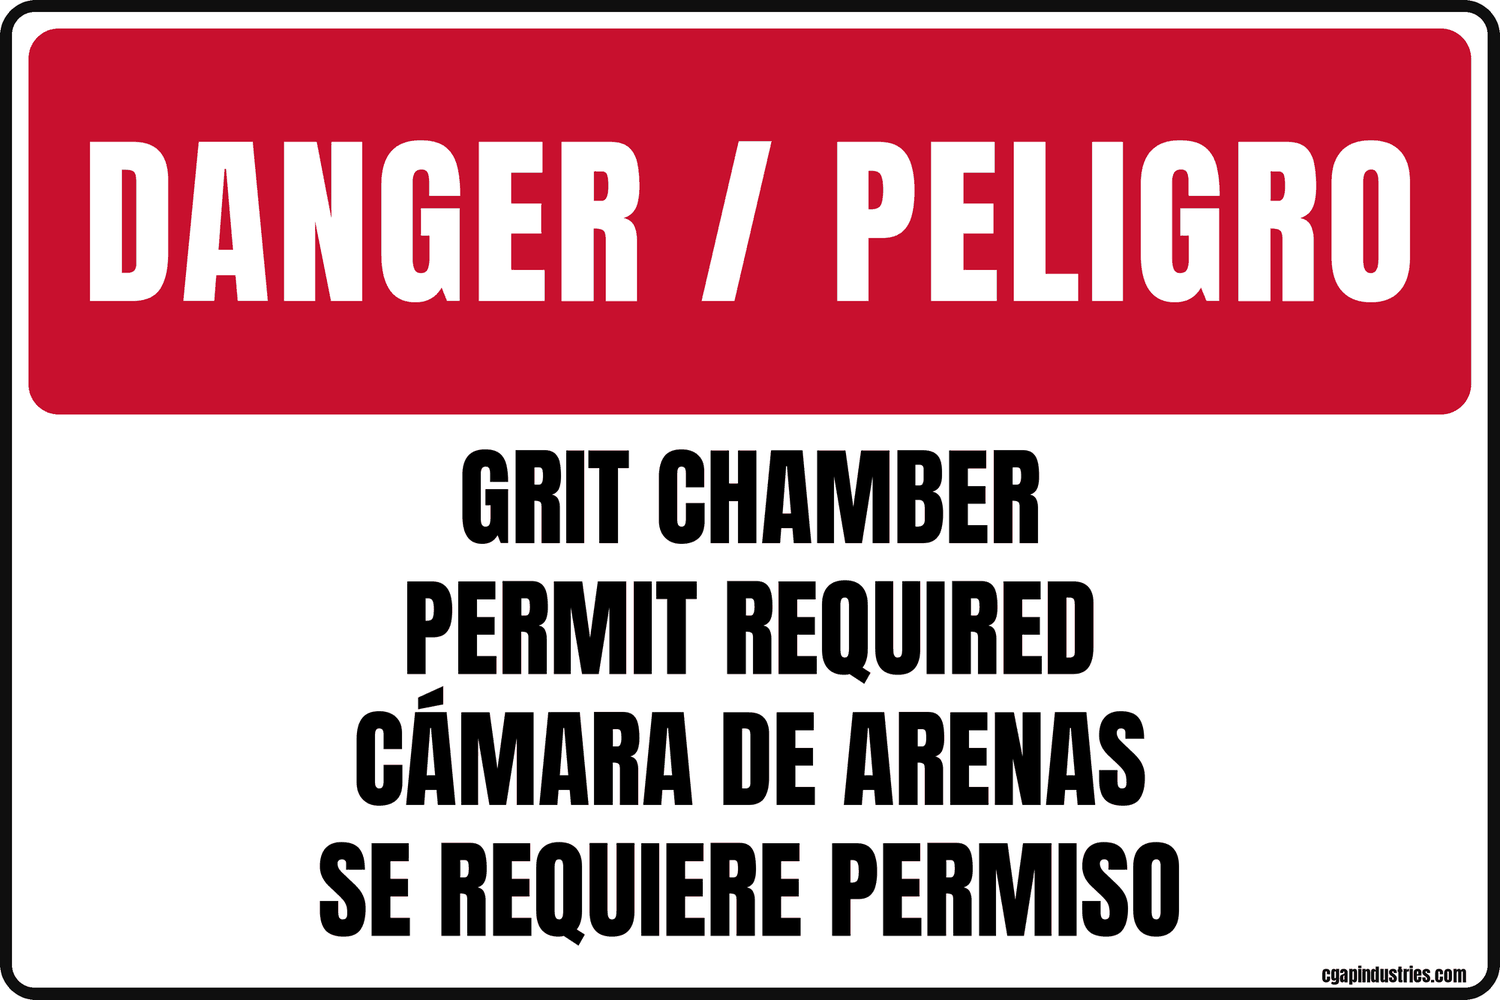 DANGER / PELIGRO
GRIT CHAMBER
PERMIT REQUIRED
CÁMARA DE ARENAS
SE REQUIERE PERMISO
cgapindustries.com